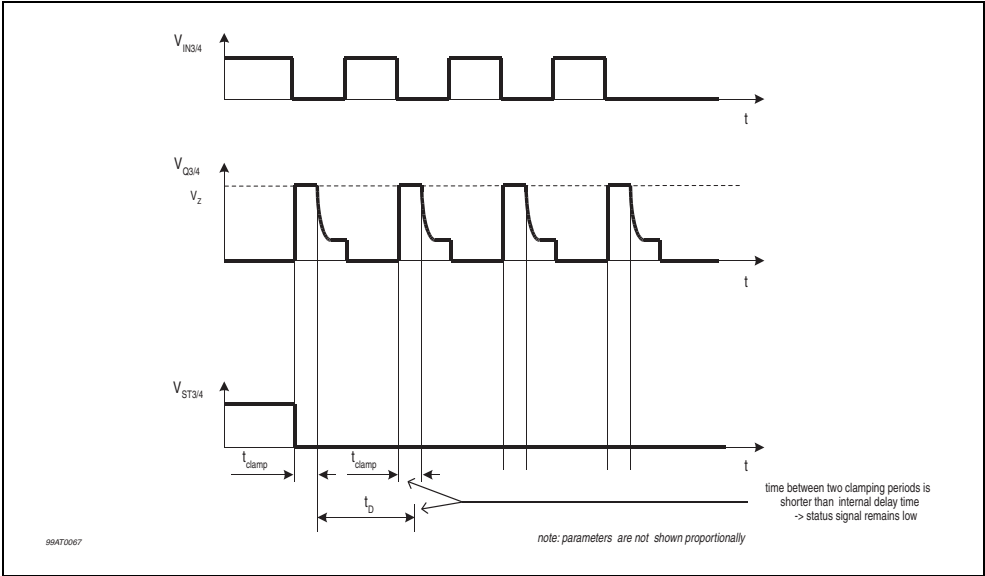 V_IN3/4
t
V_Q3/4
V_Z
t
V_ST3/4
t
t_clamp
t_clamp
t_D
time between two clamping periods is
shorter than internal delay time
-> status signal remains low
note: parameters are not shown proportionally
99AT0067